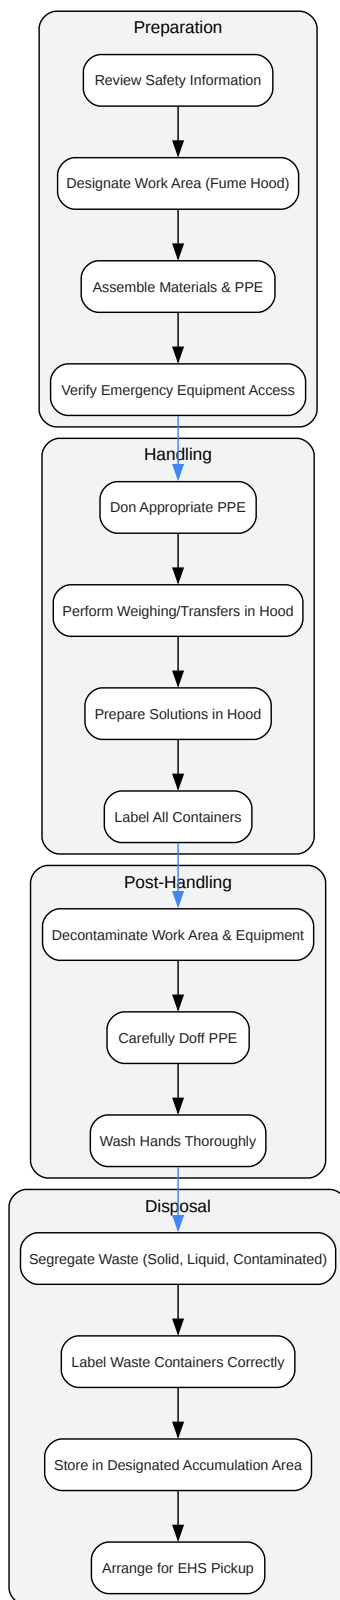 Preparation
Review Safety Information
Designate Work Area (Fume Hood)
Assemble Materials & PPE
Verify Emergency Equipment Access
Handling
Don Appropriate PPE
Perform Weighing/Transfers in Hood
Prepare Solutions in Hood
Label All Containers
Post-Handling
Decontaminate Work Area & Equipment
Carefully Doff PPE
Wash Hands Thoroughly
Disposal
Segregate Waste (Solid, Liquid, Contaminated)
Label Waste Containers Correctly
Store in Designated Accumulation Area
Arrange for EHS Pickup